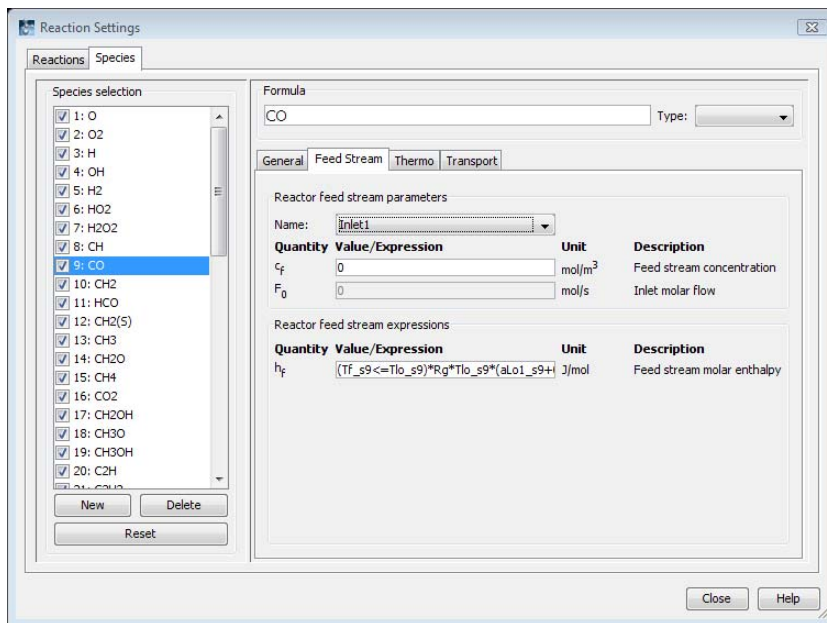 Reaction Settings
Reactions
Species
Species selection
1: O
2: O2
3: H
4: OH
5: H2
6: HO2
7: H2O2
8: CH
9: CO
10: CH2
11: HCO
12: CH2(S)
13: CH3
14: CH2O
15: CH4
16: CO2
17: CH2OH
18: CH3O
19: CH3OH
20: C2H
New
Delete
Reset
Formula
CO
Type:
General
Feed Stream
Thermo
Transport
Reactor feed stream parameters
Name: Inlet1
Quantity Value/Expression Unit Description
cf 0 mol/m3 Feed stream concentration
F0 0 mol/s Inlet molar flow
Reactor feed stream expressions
Quantity Value/Expression Unit Description
hf (Tf_s9<=Tlo_s9)*Rg*Tlo_s9*(aLo1_s9+ J/mol Feed stream molar enthalpy
Close
Help